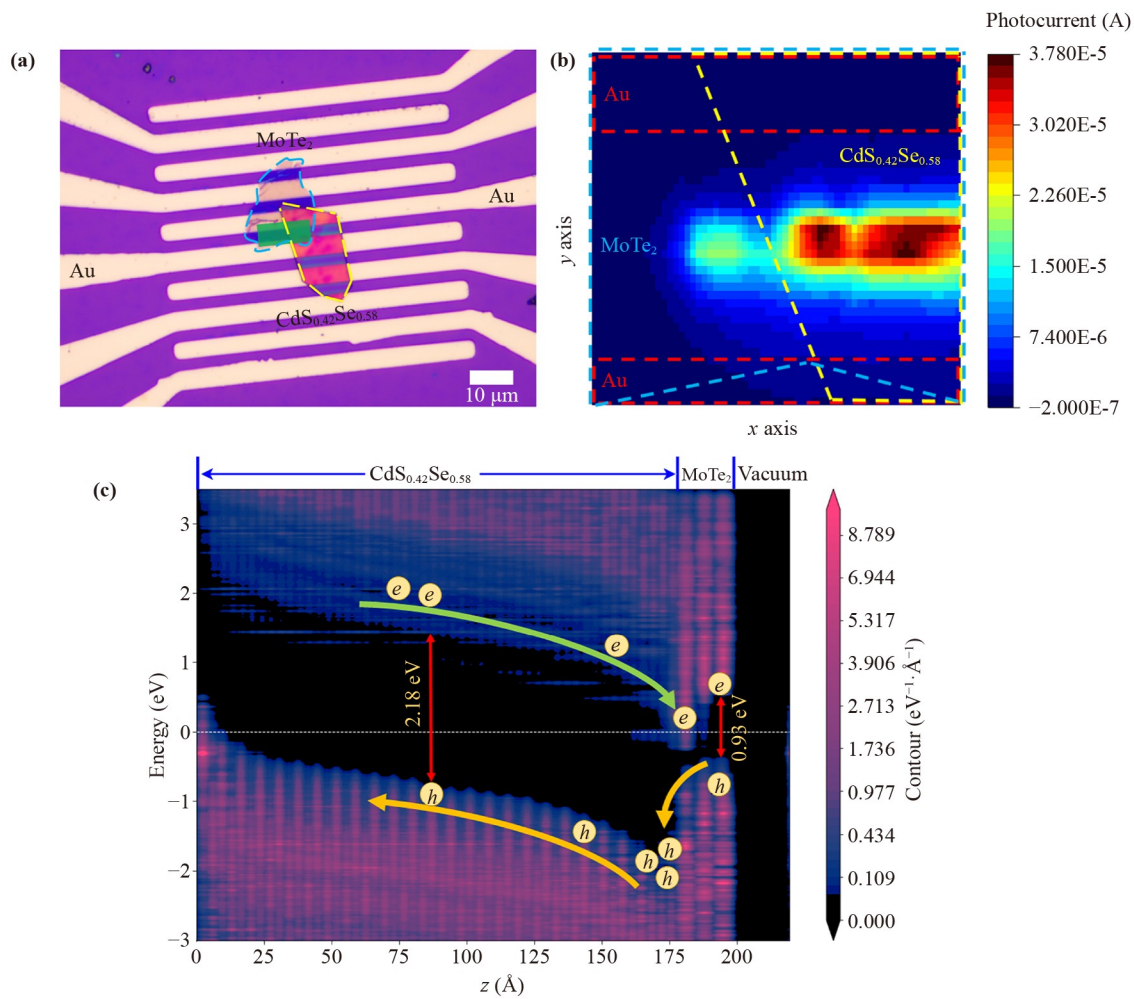 (a)
MoTe₂
Au
Au
CdS₀.₄₂Se₀.₅₈
10 μm
(b)
Photocurrent (A)
Au
CdS₀.₄₂Se₀.₅₈
MoTe₂
Au
y axis
x axis
3.780E-5
3.020E-5
2.260E-5
1.500E-5
7.400E-6
−2.000E-7
(c)
CdS₀.₄₂Se₀.₅₈
MoTe₂
Vacuum
Energy (eV)
3
2
1
0
−1
−2
−3
e
e
e
e
e
2.18 eV
0.93 eV
h
h
h
h
h
h
0
25
50
75
100
125
150
175
200
z (Å)
8.789
6.944
5.317
3.906
2.713
1.736
0.977
0.434
0.109
0.000
Contour (eV⁻¹·Å⁻¹)